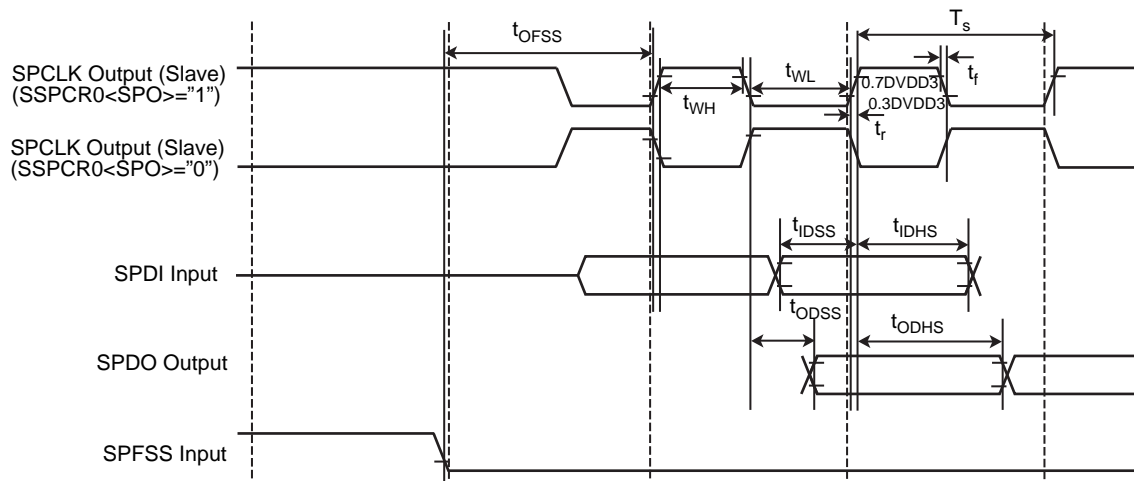 tOFSS
Ts
SPCLK Output (Slave)
(SSPCR0<SPO>="1")
tWH
tWL
0.7DVDD3
0.3DVDD3
tf
tr
SPCLK Output (Slave)
(SSPCR0<SPO>="0")
tIDSS
tIDHS
SPDI Input
tODSS
tODHS
SPDO Output
SPFSS Input